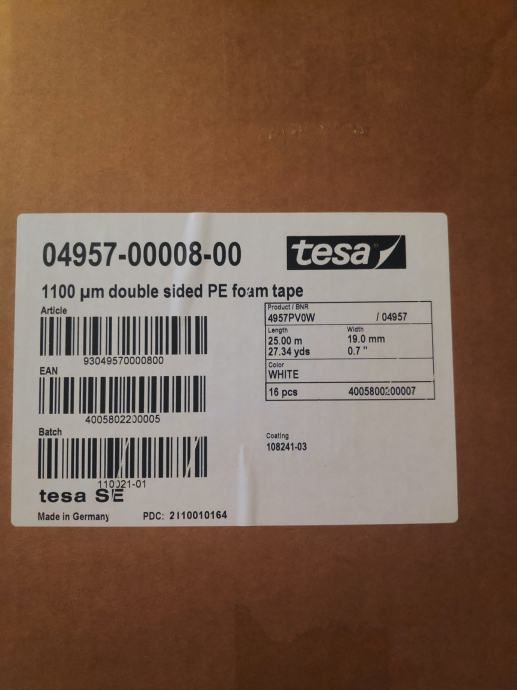 04957-00008-00
tesa
1100 µm double sided PE foam tape
Article
93049570000800
EAN
4005802200005
Batch
110021-01
tesa SE
Made in Germany PDC: 2110010164
Product / BNR
4957PV0W / 04957
Length Width
25.00 m 19.0 mm
27.34 yds 0.7 "
Color
WHITE
16 pcs 4005800200007
Coating
108241-03